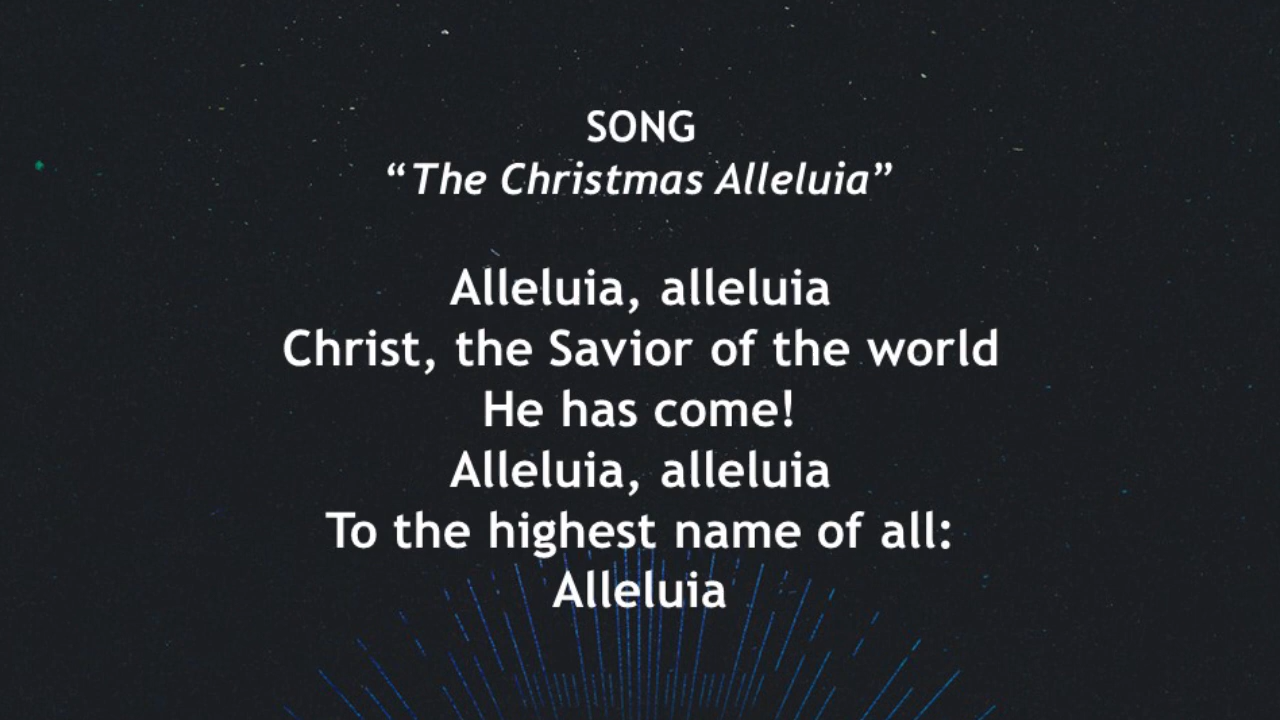 SONG
“The Christmas Alleluia”
Alleluia, alleluia
Christ, the Savior of the world
He has come!
Alleluia, alleluia
To the highest name of all:
Alleluia